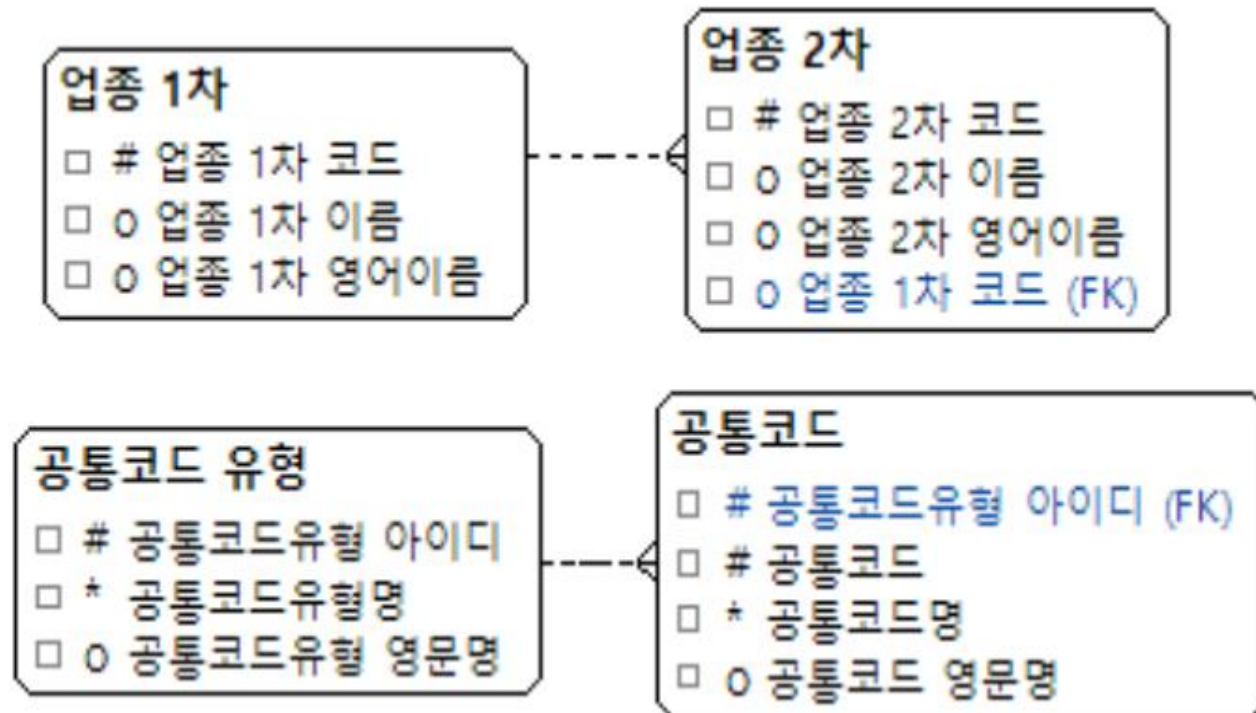 업종 1차
# 업종 1차 코드
o 업종 1차 이름
o 업종 1차 영어이름
업종 2차
# 업종 2차 코드
o 업종 2차 이름
o 업종 2차 영어이름
o 업종 1차 코드 (FK)
공통코드 유형
# 공통코드유형 아이디
* 공통코드유형명
o 공통코드유형 영문명
공통코드
# 공통코드유형 아이디 (FK)
# 공통코드
* 공통코드명
o 공통코드 영문명